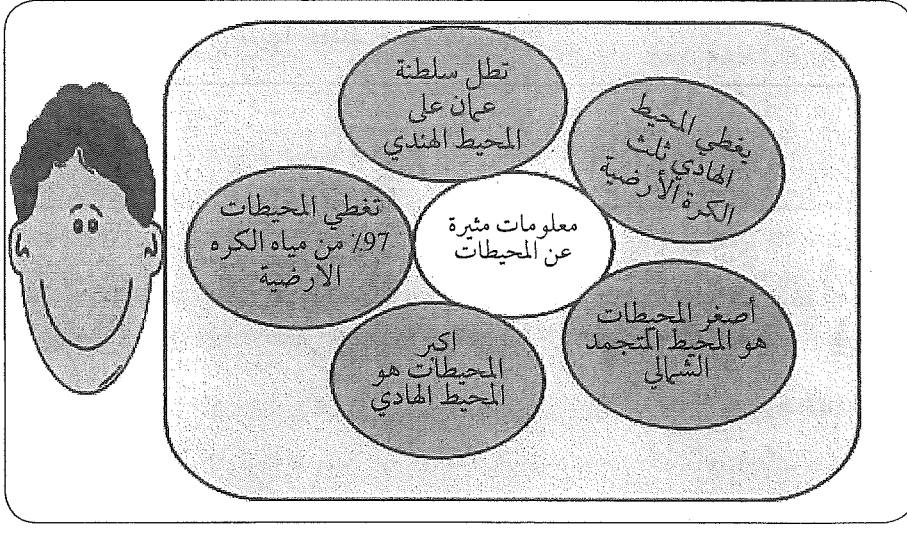 تطل سلطنة
عمان على
المحيط الهندي
يغطي المحيط
الهادي ثلث
الكرة الأرضية
تغطي المحيطات
97٪ من مياه الكره
الارضية
معلومات مثيرة
عن المحيطات
أصغر المحيطات
هو المحيط المتجمد
الشمالي
اكبر
المحيطات هو
المحيط الهادي